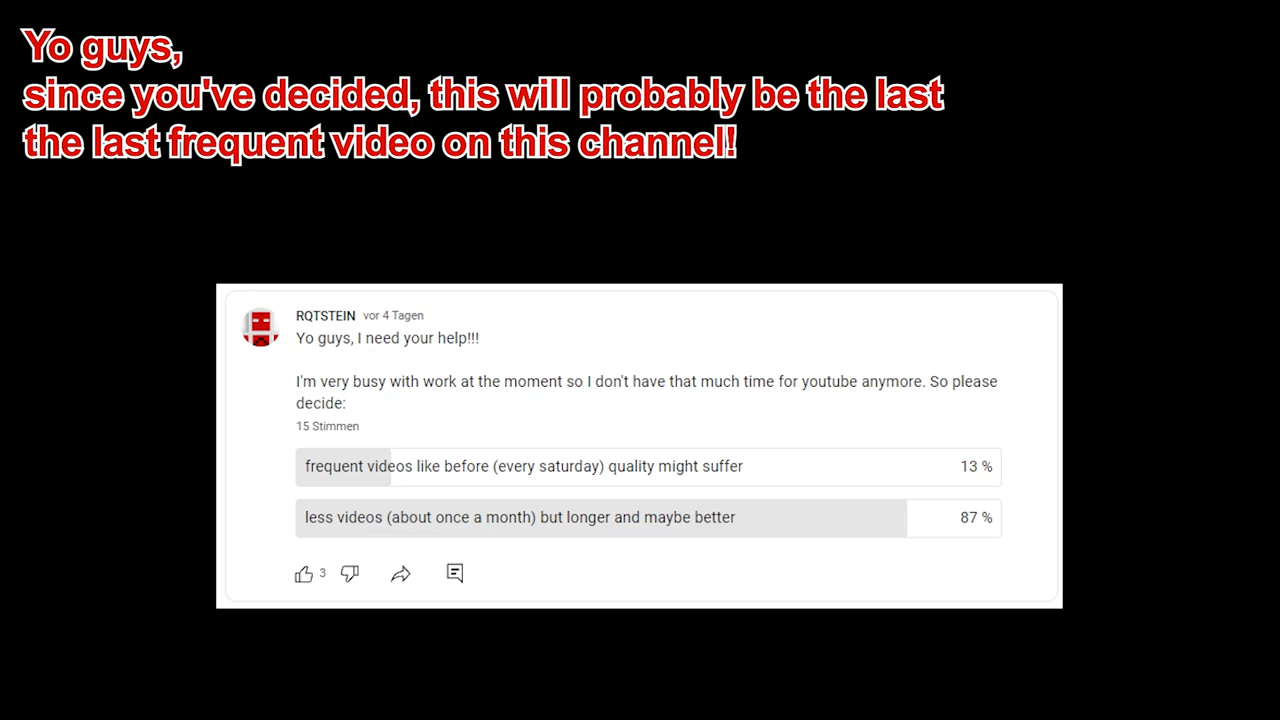 Yo guys,
since you've decided, this will probably be the last
the last frequent video on this channel!
RQTSTEIN vor 4 Tagen
Yo guys, I need your help!!!
I'm very busy with work at the moment so I don't have that much time for youtube anymore. So please
decide:
15 Stimmen
frequent videos like before (every saturday) quality might suffer 13 %
less videos (about once a month) but longer and maybe better 87 %
3